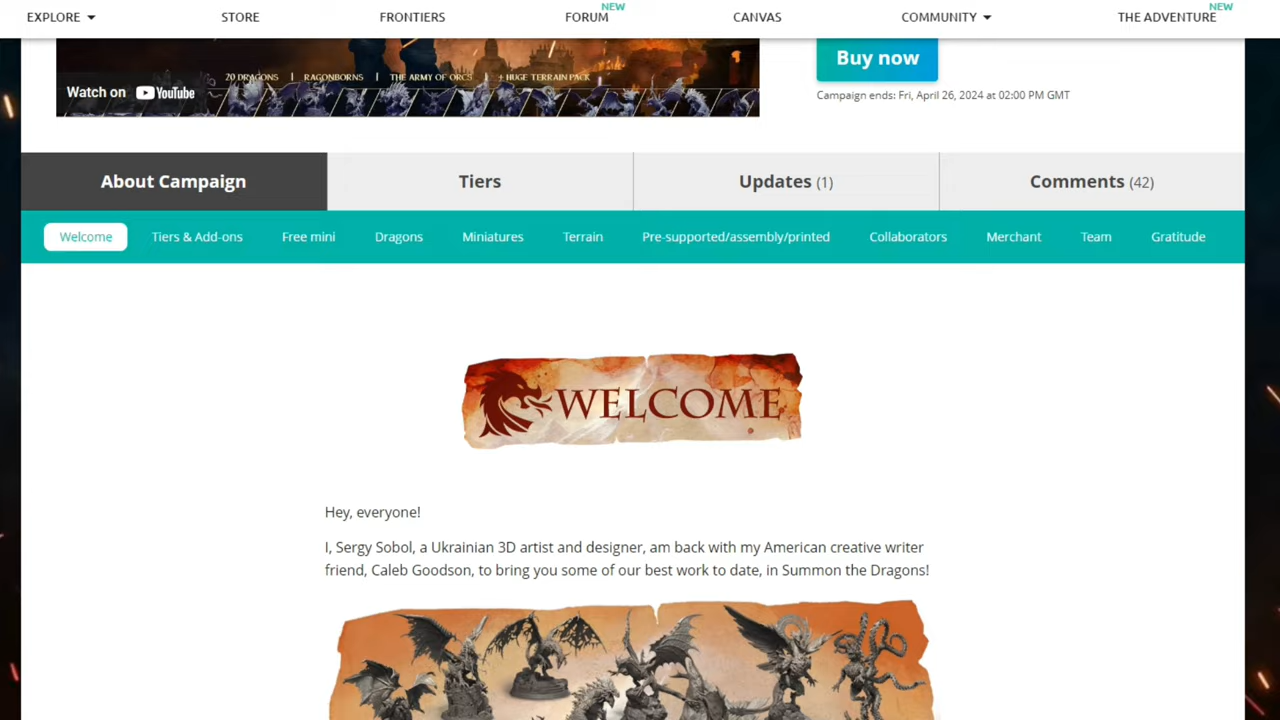 EXPLORE
STORE
FRONTIERS
FORUM
NEW
CANVAS
COMMUNITY
THE ADVENTURE
NEW
20 DRAGONS | RAGONBORNS | THE ARMY OF ORCS | + HUGE TERRAIN PACK
Watch on YouTube
Buy now
Campaign ends: Fri, April 26, 2024 at 02:00 PM GMT
About Campaign
Tiers
Updates (1)
Comments (42)
Welcome
Tiers & Add-ons
Free mini
Dragons
Miniatures
Terrain
Pre-supported/assembly/printed
Collaborators
Merchant
Team
Gratitude
WELCOME
Hey, everyone!
I, Sergy Sobol, a Ukrainian 3D artist and designer, am back with my American creative writer
friend, Caleb Goodson, to bring you some of our best work to date, in Summon the Dragons!